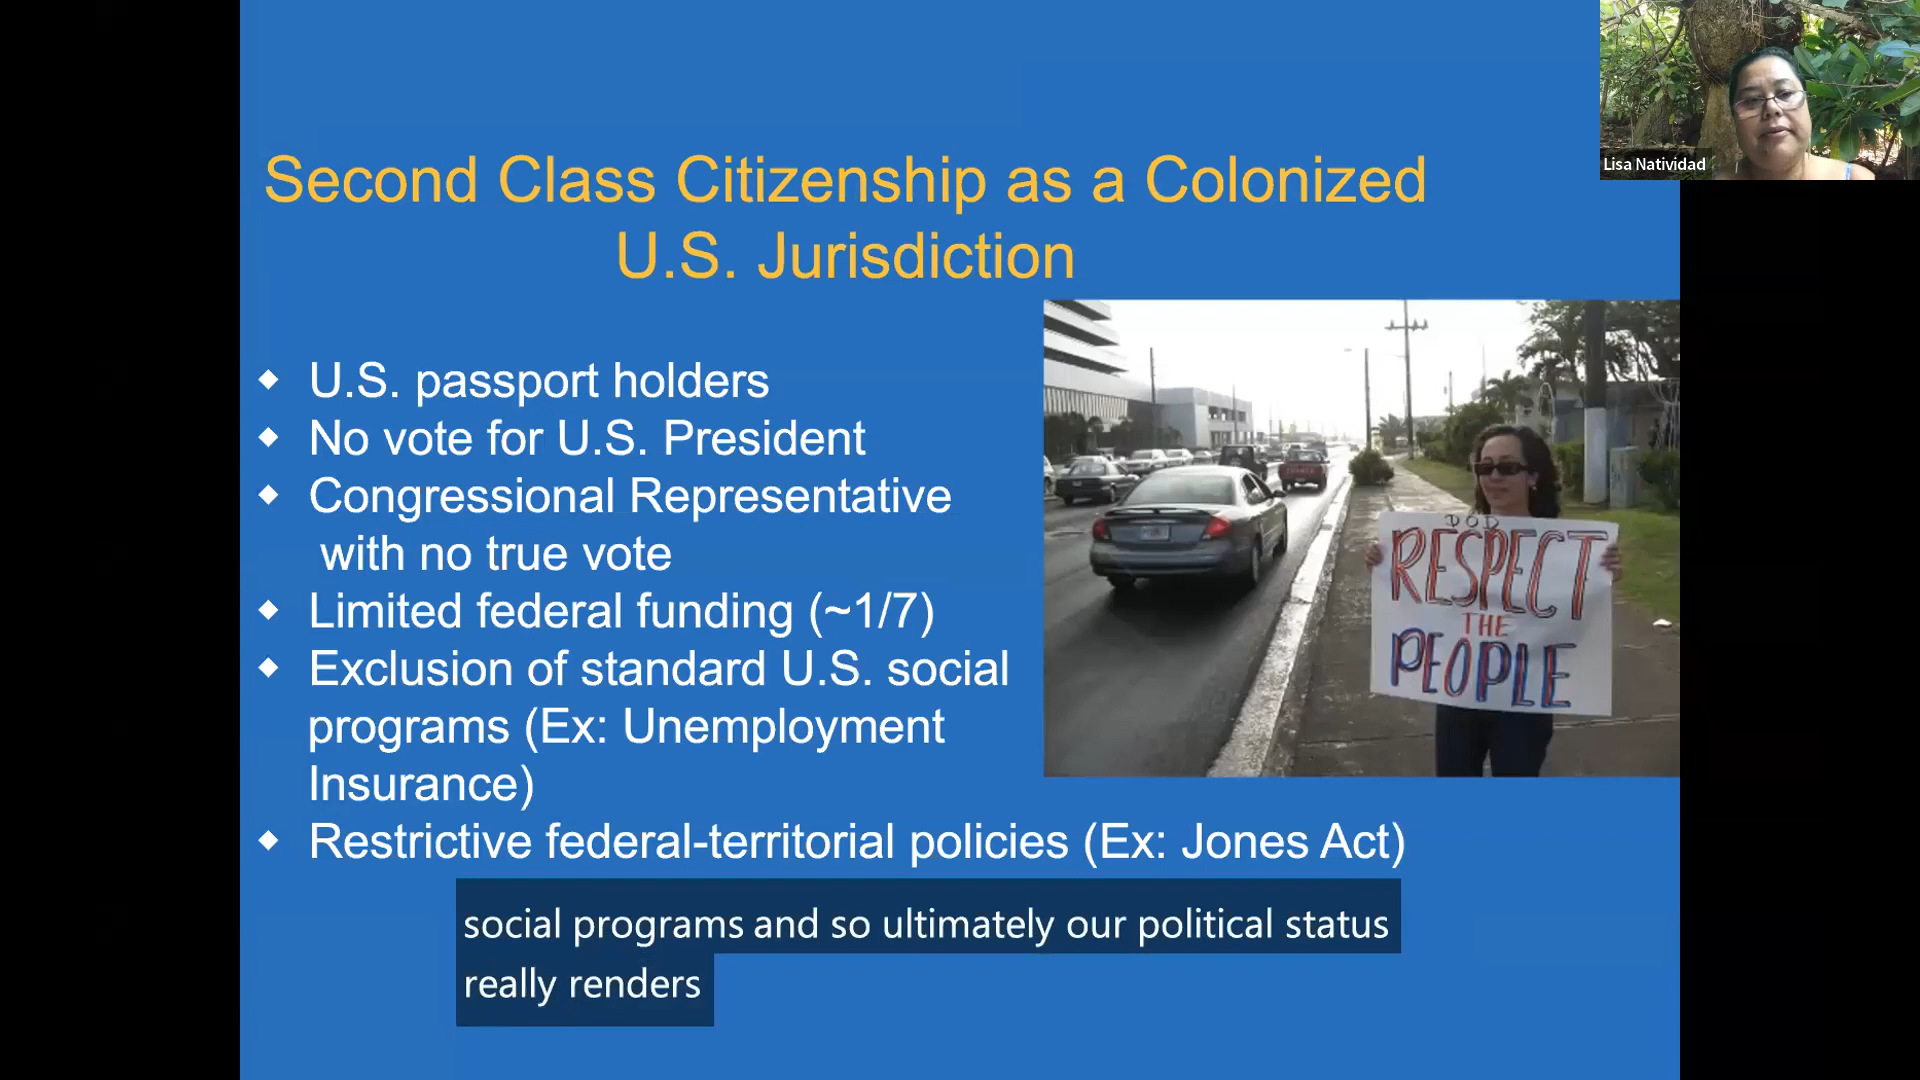 Second Class Citizenship as a Colonized
U.S. Jurisdiction
Lisa Natividad
◆ U.S. passport holders
◆ No vote for U.S. President
◆ Congressional Representative
with no true vote
◆ Limited federal funding (~1/7)
◆ Exclusion of standard U.S. social
programs (Ex: Unemployment
Insurance)
◆ Restrictive federal-territorial policies (Ex: Jones Act)
DOD
RESPECT
THE
PEOPLE
social programs and so ultimately our political status
really renders